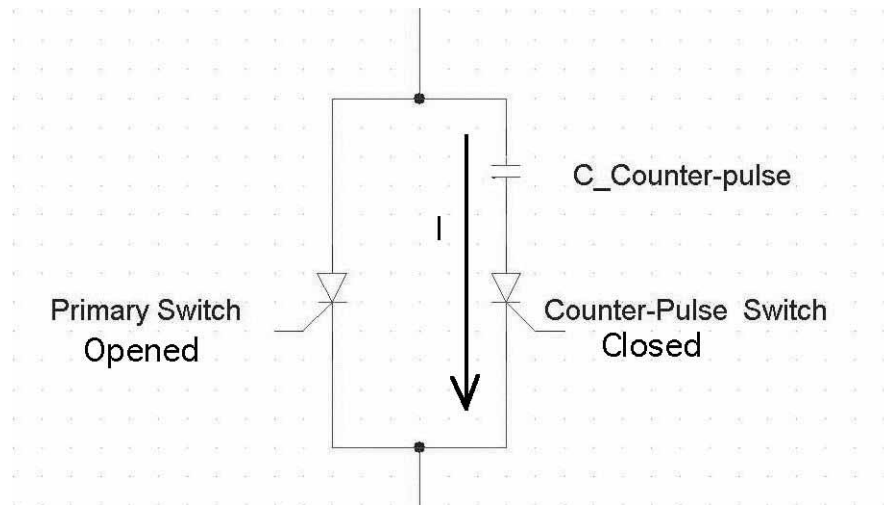 C_Counter-pulse
I
Primary Switch
Opened
Counter-Pulse Switch
Closed